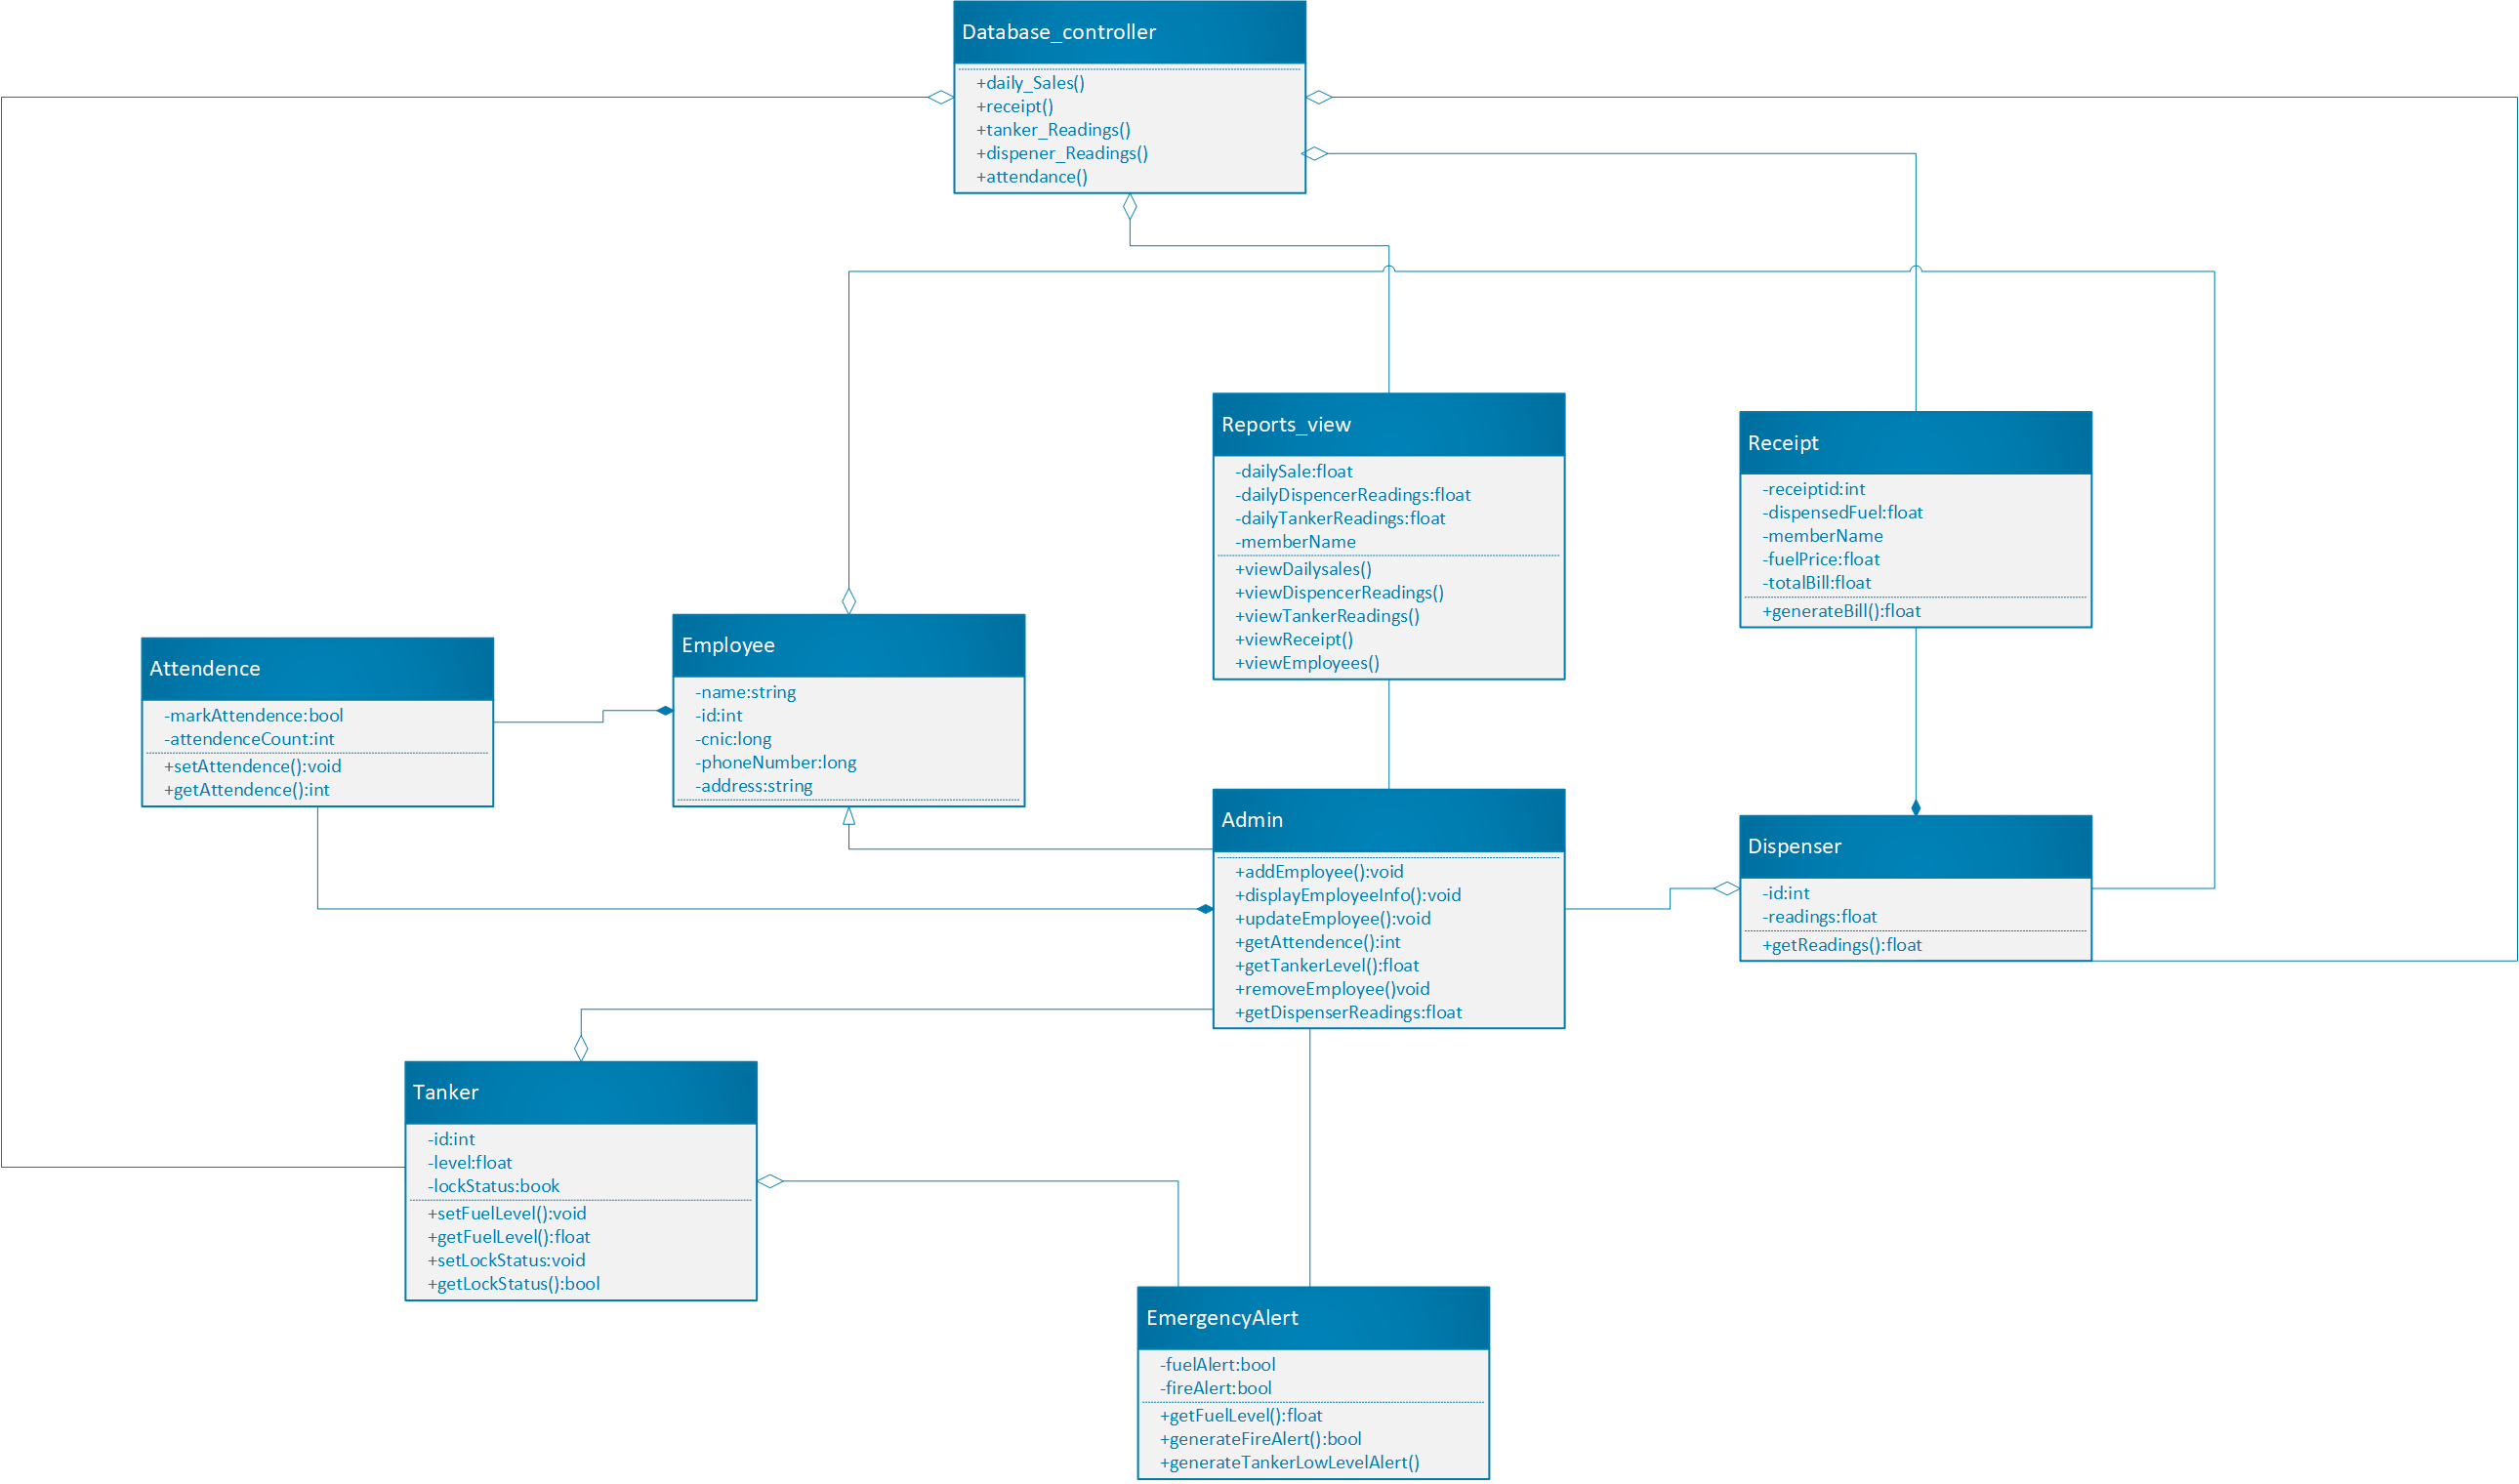 Database_controller
+daily_Sales()
+receipt()
+tanker_Readings()
+dispener_Readings()
+attendance()
Reports_view
-dailySale:float
-dailyDispencerReadings:float
-dailyTankerReadings:float
-memberName
+viewDailysales()
+viewDispencerReadings()
+viewTankerReadings()
+viewReceipt()
+viewEmployees()
Receipt
-receiptid:int
-dispensedFuel:float
-memberName
-fuelPrice:float
-totalBill:float
+generateBill():float
Attendence
-markAttendence:bool
-attendenceCount:int
+setAttendence():void
+getAttendence():int
Employee
-name:string
-id:int
-cnic:long
-phoneNumber:long
-address:string
Admin
+addEmployee():void
+displayEmployeeInfo():void
+updateEmployee():void
+getAttendence():int
+getTankerLevel():float
+removeEmployee()void
+getDispenserReadings:float
Dispenser
-id:int
-readings:float
+getReadings():float
Tanker
-id:int
-level:float
-lockStatus:book
+setFuelLevel():void
+getFuelLevel():float
+setLockStatus:void
+getLockStatus():bool
EmergencyAlert
-fuelAlert:bool
-fireAlert:bool
+getFuelLevel():float
+generateFireAlert():bool
+generateTankerLowLevelAlert()